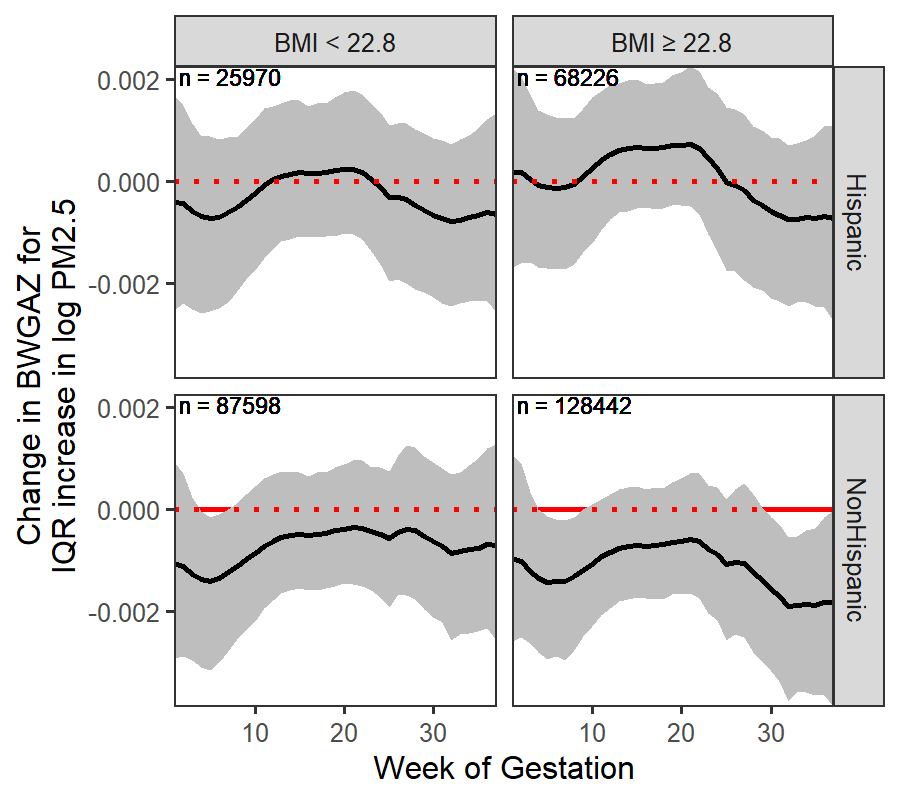 BMI < 22.8
BMI ≥ 22.8
0.002
0.000
-0.002
n = 25970
n = 68226
Hispanic
0.002
0.000
-0.002
n = 87598
n = 128442
NonHispanic
10
20
30
10
20
30
Week of Gestation
Change in BWGAZ for
IQR increase in log PM2.5